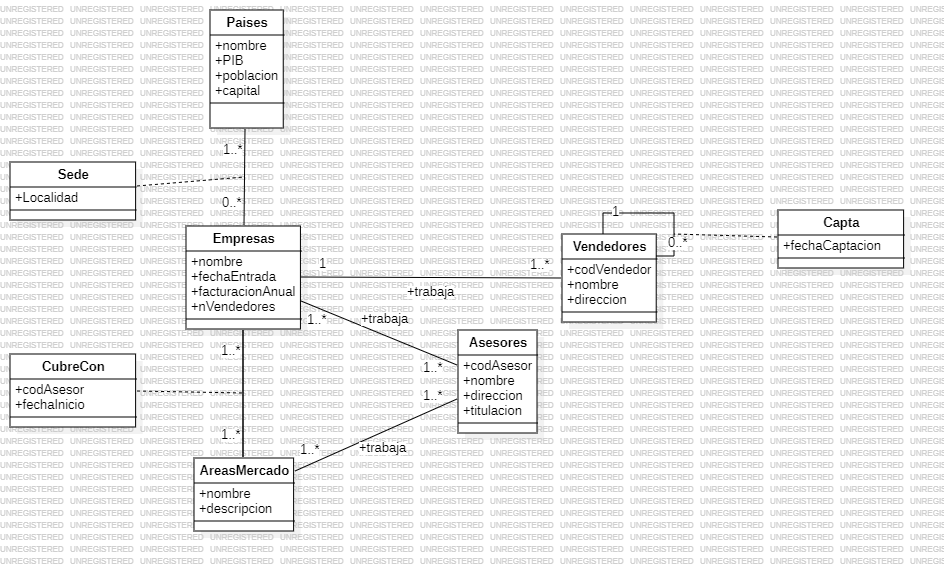 Paises
+nombre
+PIB
+poblacion
+capital
1..*
Sede
+Localidad
0..*
Empresas
+nombre
+fechaEntrada
+facturacionAnual
+nVendedores
1
1..*
+trabaja
Vendedores
+codVendedor
+nombre
+direccion
1
0..*
Capta
+fechaCaptacion
1..*
+trabaja
1..*
Asesores
+codAsesor
+nombre
+direccion
+titulacion
1..*
CubreCon
+codAsesor
+fechaInicio
1..*
1..*
1..*
+trabaja
AreasMercado
+nombre
+descripcion
UNREGISTERED